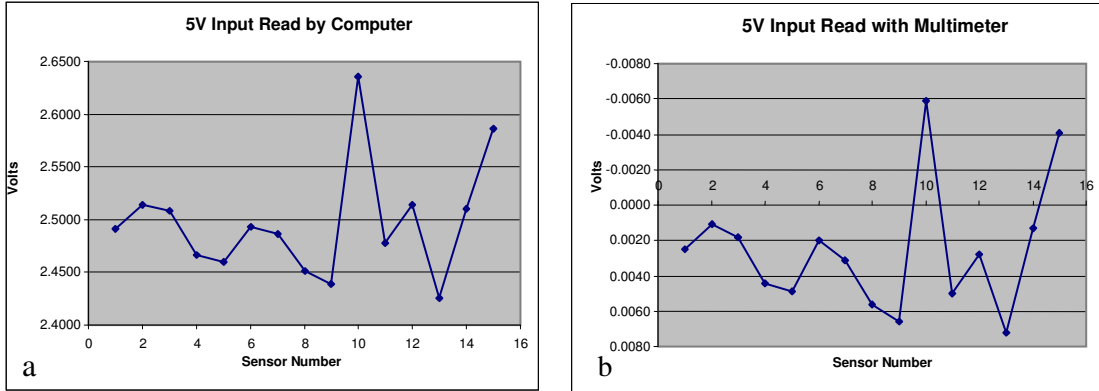 5V Input Read by Computer
2.6500
2.6000
2.5500
2.5000
2.4500
2.4000
Volts
0 2 4 6 8 10 12 14 16
Sensor Number
a
5V Input Read with Multimeter
-0.0080
-0.0060
-0.0040
-0.0020
0.0000
0.0020
0.0040
0.0060
0.0080
Volts
0 2 4 6 8 10 12 14 16
Sensor Number
b